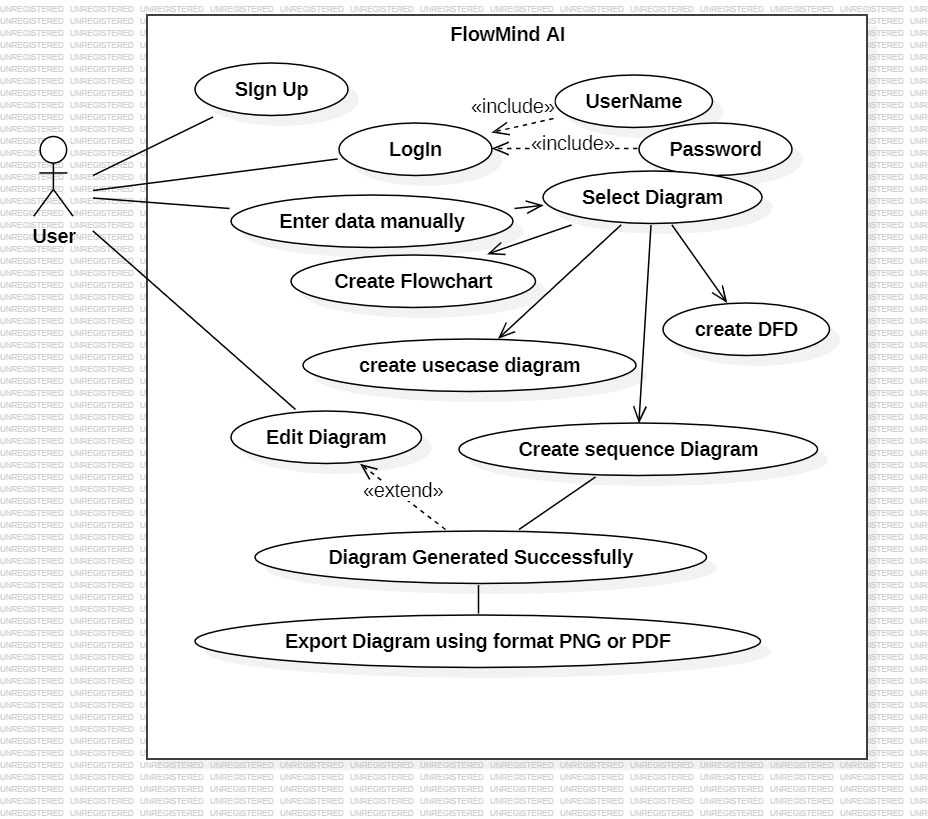 FlowMind AI
SIgn Up
«include»
UserName
LogIn
«include»
Password
Select Diagram
Enter data manually
User
Create Flowchart
create DFD
create usecase diagram
Edit Diagram
Create sequence Diagram
«extend»
Diagram Generated Successfully
Export Diagram using format PNG or PDF
UNREGISTERED